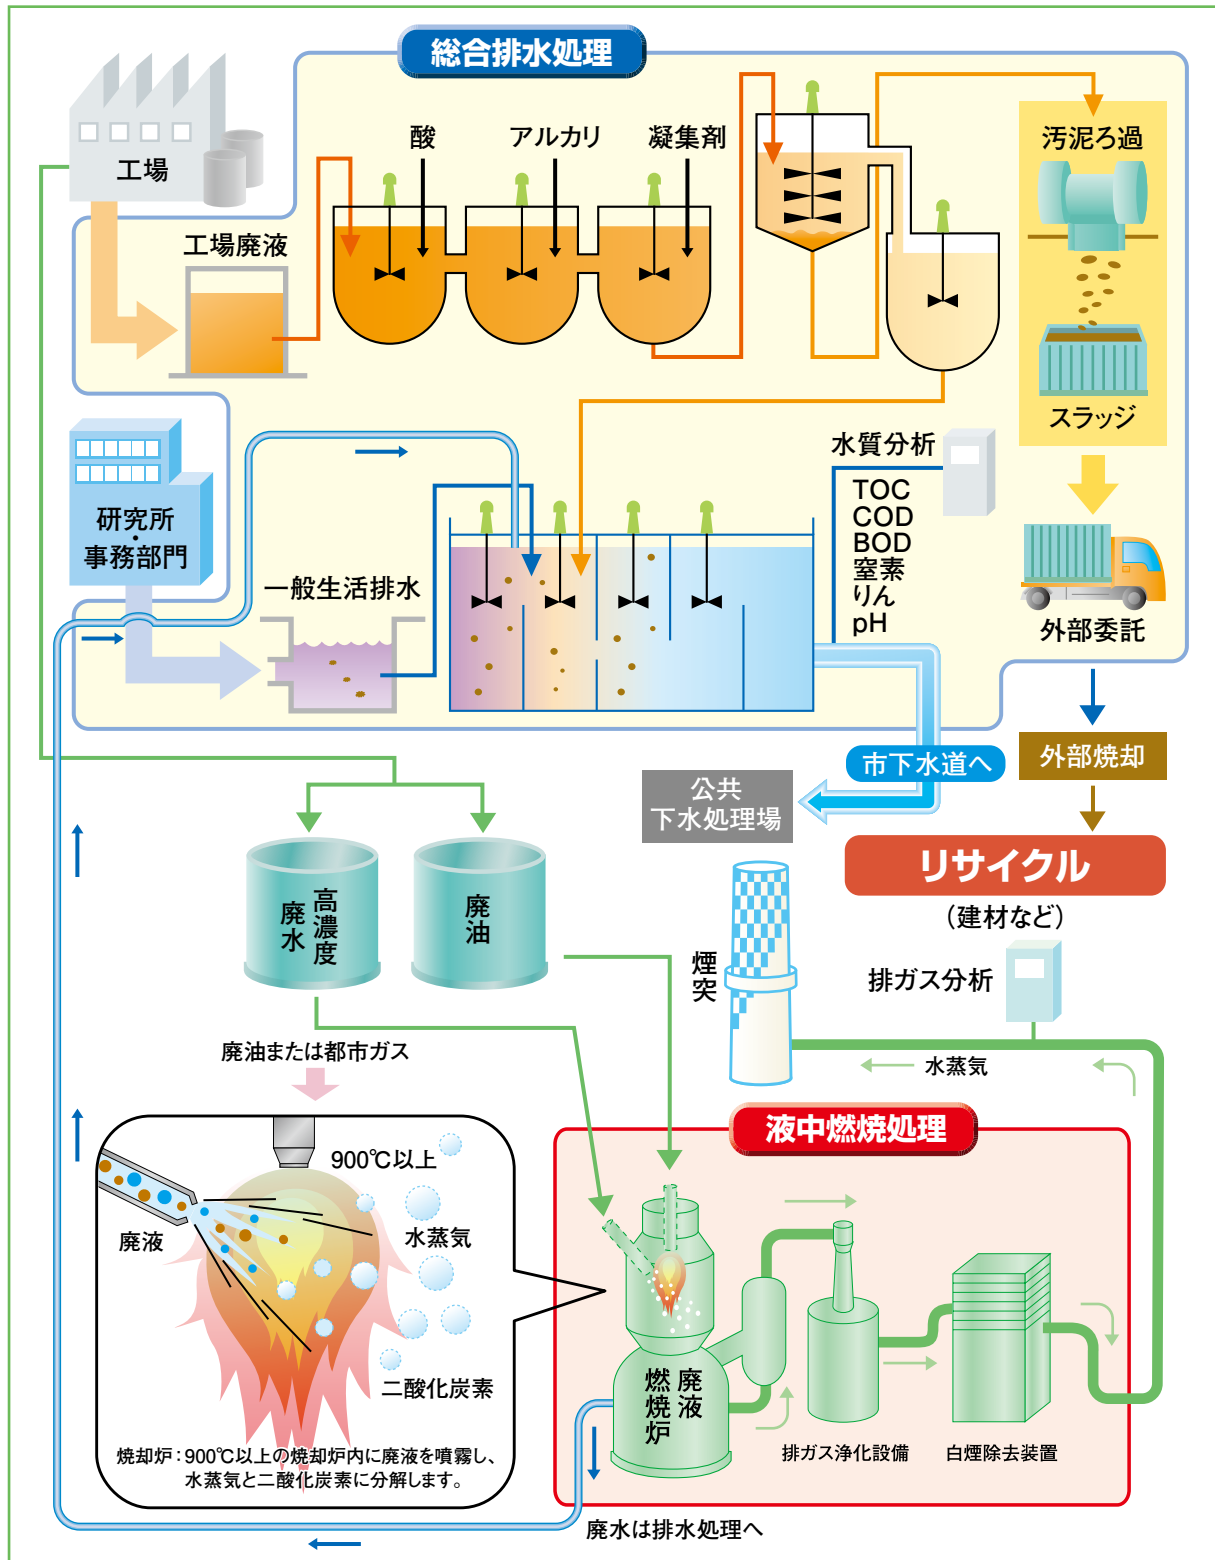 総合排水処理
工場
工場廃液
酸
アルカリ
凝集剤
汚泥ろ過
スラッジ
外部委託
研究所
・
事務部門
一般生活排水
水質分析
TOC
COD
BOD
窒素
りん
pH
市下水道へ
公共
下水処理場
外部焼却
リサイクル
（建材など）
高濃度
廃水
廃油
煙突
排ガス分析
水蒸気
廃油または都市ガス
900℃以上
廃液
水蒸気
二酸化炭素
焼却炉：900℃以上の焼却炉内に廃液を噴霧し、
水蒸気と二酸化炭素に分解します。
液中燃焼処理
廃液
燃焼炉
排ガス浄化設備
白煙除去装置
廃水は排水処理へ